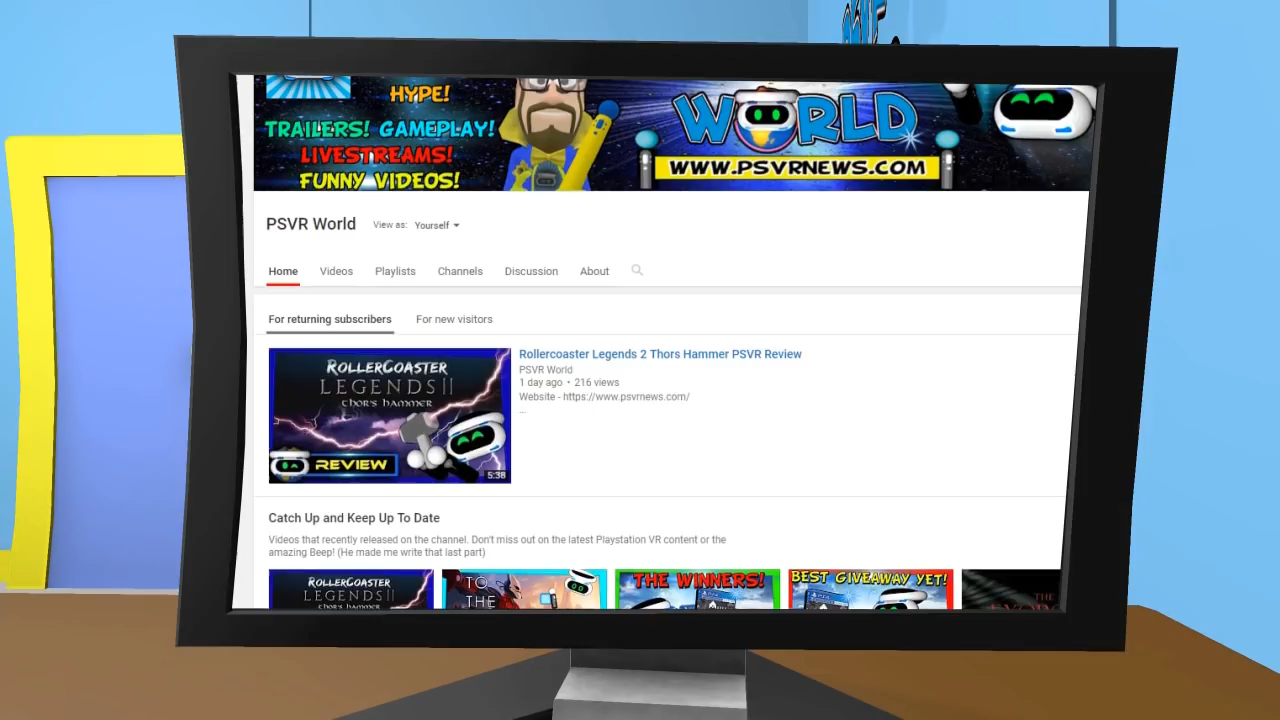 HYPE!
TRAILERS! GAMEPLAY!
LIVESTREAMS!
FUNNY VIDEOS!
WORLD
WWW.PSVRNEWS.COM
PSVR World
View as: Yourself
Home Videos Playlists Channels Discussion About
For returning subscribers For new visitors
ROLLERCOASTER
LEGENDS II
THOR'S HAMMER
REVIEW
5:38
Rollercoaster Legends 2 Thors Hammer PSVR Review
PSVR World
1 day ago • 216 views
Website - https://www.psvrnews.com/
...
Catch Up and Keep Up To Date
Videos that recently released on the channel. Don't miss out on the latest Playstation VR content or the
amazing Beep! (He made me write that last part)
ROLLERCOASTER
LEGENDS II
THOR'S HAMMER
TO
THE
THE WINNERS!
BEST GIVEAWAY YET!
THE